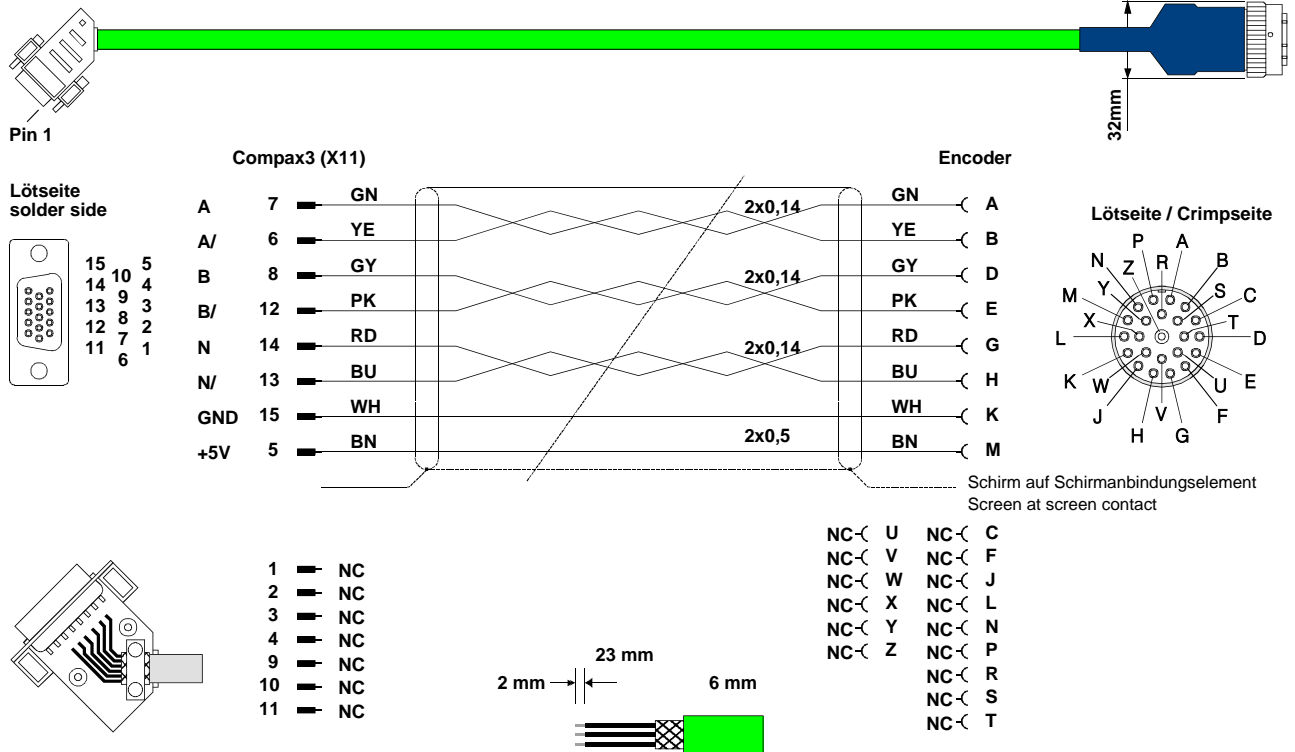 32mm
Pin 1
Compax3 (X11)
Encoder
Lötseite
solder side
15 10 5
14 9 4
13 8 3
12 7 2
11 6 1
A 7 GN 2x0,14 GN A
A/ 6 YE YE B
B 8 GY 2x0,14 GY D
B/ 12 PK PK E
N 14 RD 2x0,14 RD G
N/ 13 BU BU H
GND 15 WH WH K
+5V 5 BN 2x0,5 BN M
Lötseite / Crimpseite
P A
N Z R B
M Y S C
X T
L D
K W U E
J V F
H G
Schirm auf Schirmanbindungselement
Screen at screen contact
NC U NC C
NC V NC F
NC W NC J
NC X NC L
NC Y NC N
NC Z NC P
NC R
NC S
NC T
1 NC
2 NC
3 NC
4 NC
9 NC
10 NC
11 NC
23 mm
2 mm 6 mm